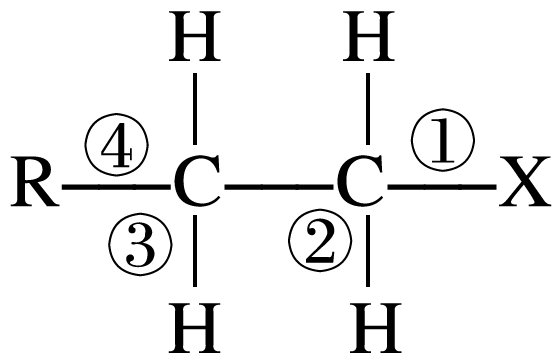 H H
④ ①
R C C X
③ ②
H H